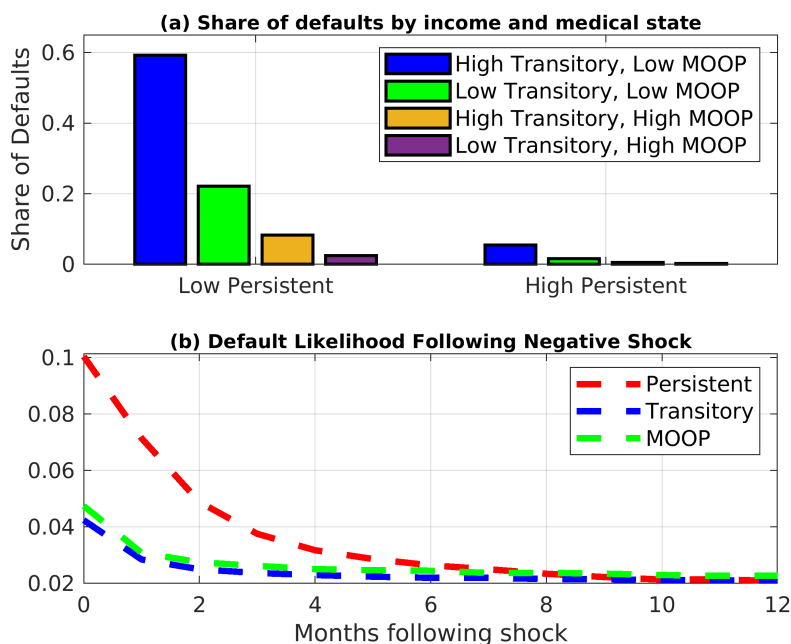 (a) Share of defaults by income and medical state
Share of Defaults
0.6
0.4
0.2
0
High Transitory, Low MOOP
Low Transitory, Low MOOP
High Transitory, High MOOP
Low Transitory, High MOOP
Low Persistent
High Persistent
(b) Default Likelihood Following Negative Shock
0.1
0.08
0.06
0.04
0.02
Persistent
Transitory
MOOP
0 2 4 6 8 10 12
Months following shock